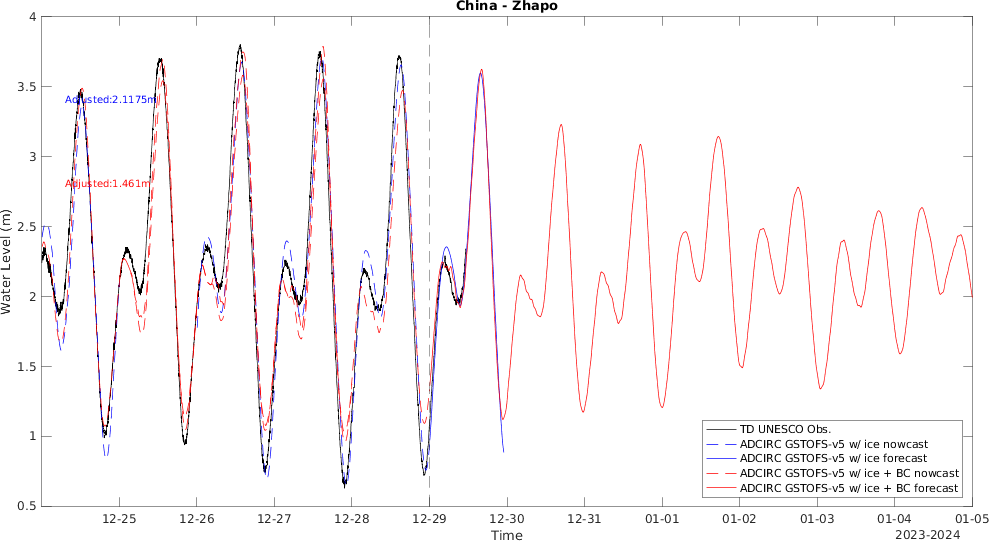 China - Zhapo
4
3.5
3
2.5
2
1.5
1
0.5
Water Level (m)
Adjusted:2.1175m
Adjusted:1.461m
TD UNESCO Obs.
ADCIRC GSTOFS-v5 w/ ice nowcast
ADCIRC GSTOFS-v5 w/ ice forecast
ADCIRC GSTOFS-v5 w/ ice + BC nowcast
ADCIRC GSTOFS-v5 w/ ice + BC forecast
12-25 12-26 12-27 12-28 12-29 12-30 12-31 01-01 01-02 01-03 01-04 01-05
Time
2023-2024